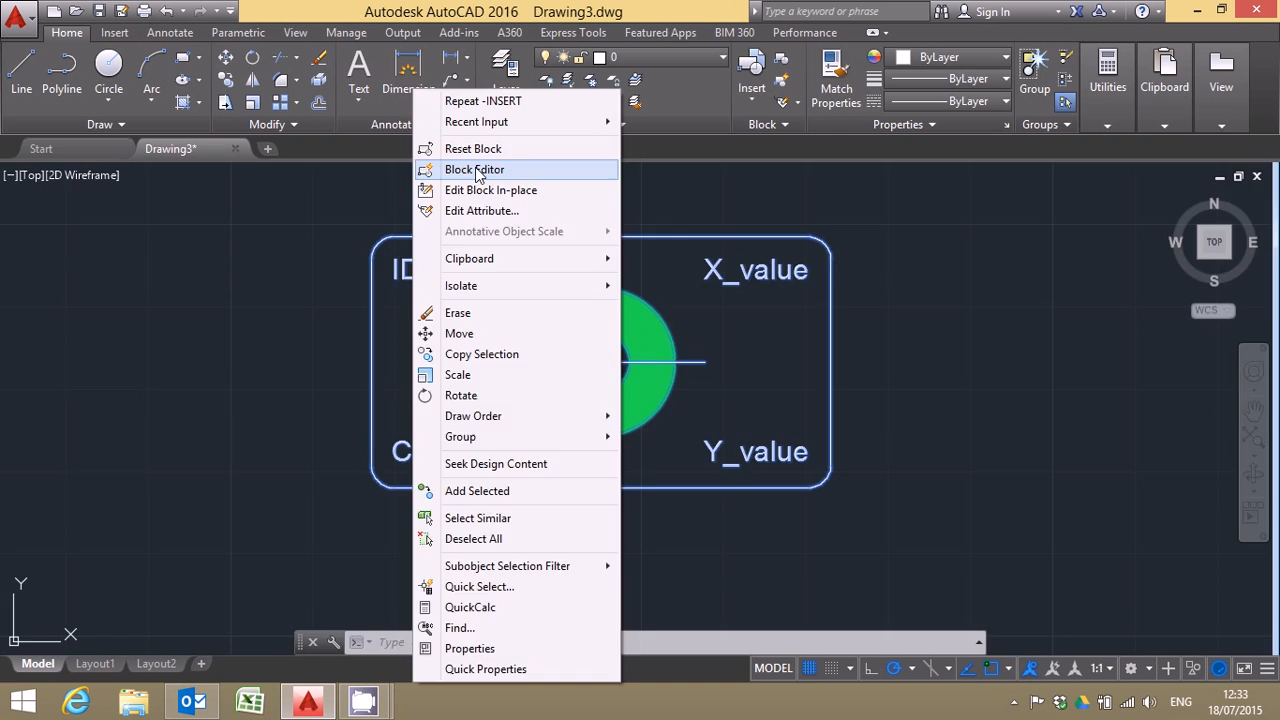 Autodesk AutoCAD 2016 Drawing3.dwg
Type a keyword or phrase
Sign In
Home Insert Annotate Parametric View Manage Output Add-ins A360 Express Tools Featured Apps BIM 360 Performance
Line Polyline Circle Arc
Text Dimension
0
Insert
Match
Properties
ByLayer
ByLayer
ByLayer
Group
Utilities
Clipboard
View
Draw
Modify
Block
Properties
Groups
Start
Drawing3*
[−][Top][2D Wireframe]
Repeat -INSERT
Recent Input
Reset Block
Block Editor
Edit Block In-place
Edit Attribute...
Annotative Object Scale
Clipboard
Isolate
Erase
Move
Copy Selection
Scale
Rotate
Draw Order
Group
Seek Design Content
Add Selected
Select Similar
Deselect All
Subobject Selection Filter
Quick Select...
QuickCalc
Find...
Properties
Quick Properties
X_value
Y_value
N
W
TOP
E
S
WCS
Y
X
Type
Model Layout1 Layout2
MODEL
1:1
ENG
12:33
18/07/2015